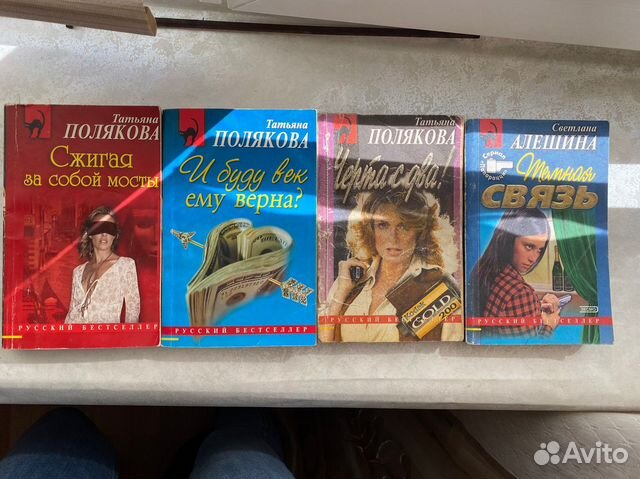 Татьяна
ПОЛЯКОВА
Сжигая
за собой мосты
РУССКИЙ БЕСТСЕЛЛЕР
Татьяна
ПОЛЯКОВА
И буду век
ему верна?
РУССКИЙ БЕСТСЕЛЛЕР
Татьяна
ПОЛЯКОВА
Черта с два!
GOLD
200
РУССКИЙ БЕСТСЕЛЛЕР
Светлана
АЛЕШИНА
Темная
СВЯЗЬ
РУССКИЙ БЕСТСЕЛЛЕР
Avito